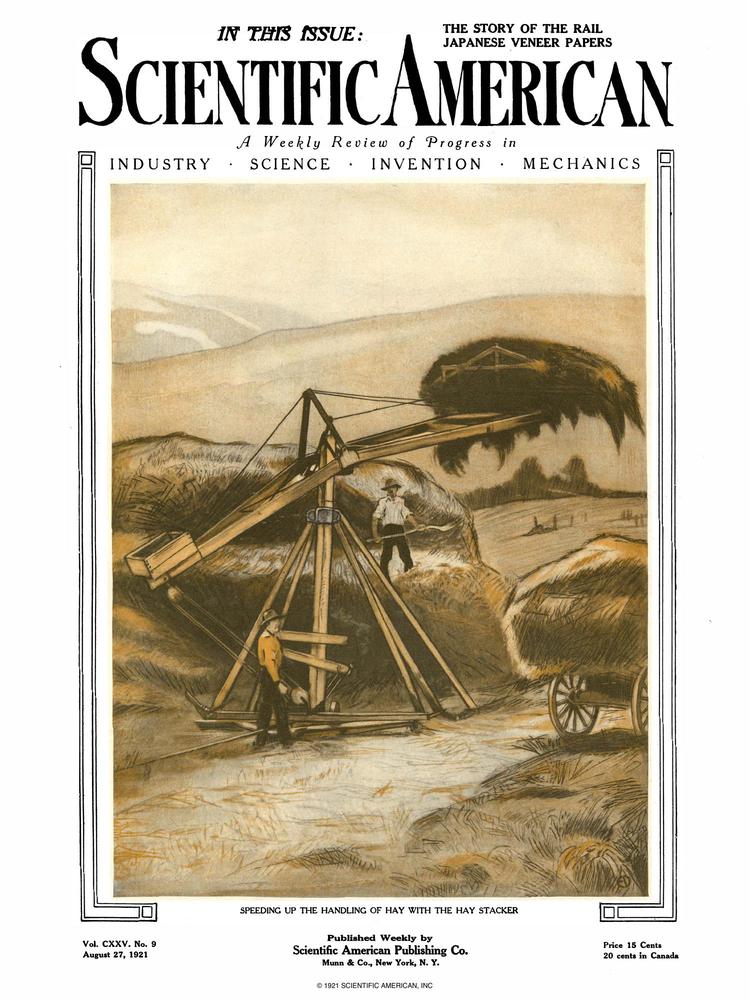 IN THIS ISSUE:
THE STORY OF THE RAIL
JAPANESE VENEER PAPERS
SCIENTIFIC AMERICAN
A Weekly Review of Progress in
INDUSTRY · SCIENCE · INVENTION · MECHANICS
SPEEDING UP THE HANDLING OF HAY WITH THE HAY STACKER
Vol. CXXV. No. 9
August 27, 1921
Published Weekly by
Scientific American Publishing Co.
Munn & Co., New York, N. Y.
Price 15 Cents
20 cents in Canada
© 1921 SCIENTIFIC AMERICAN, INC